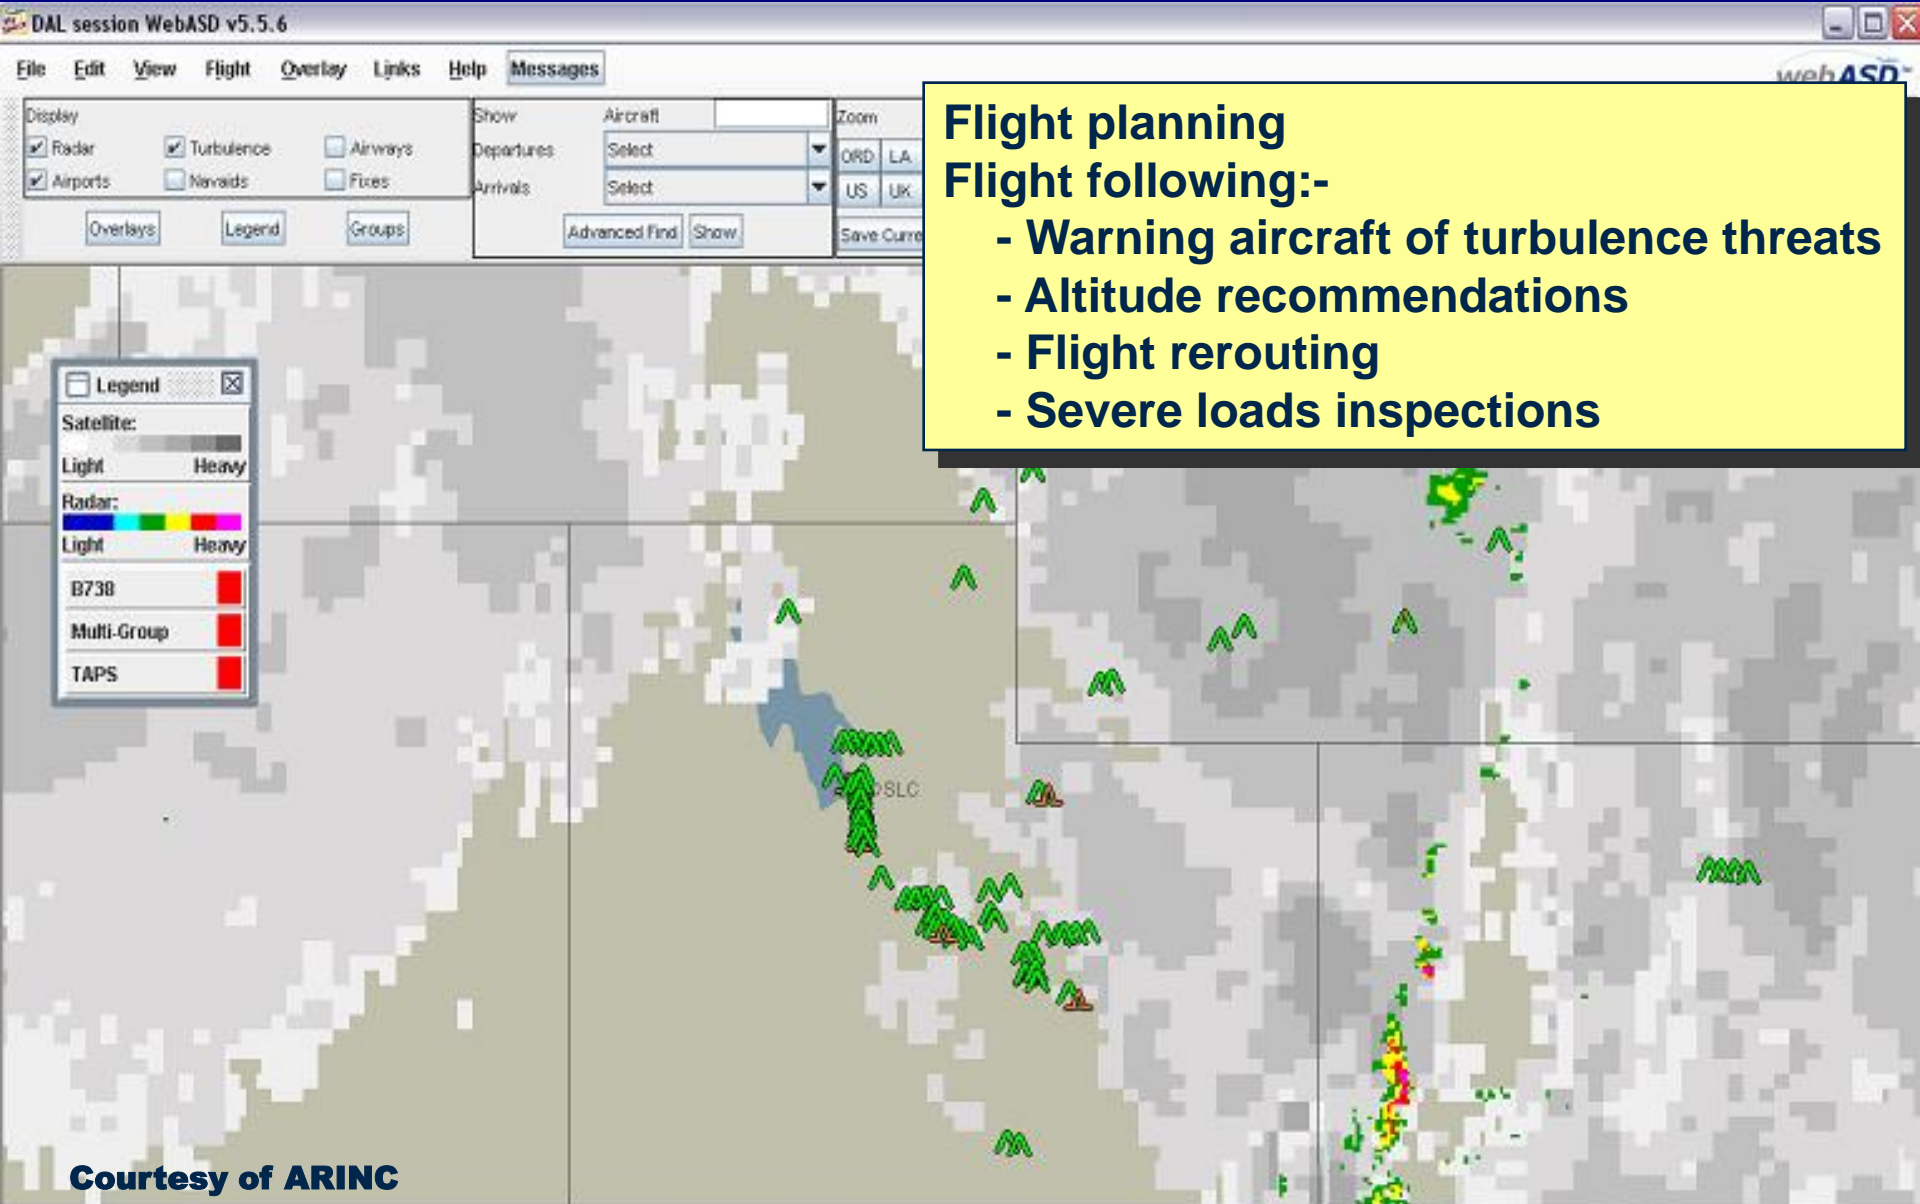 DAL session WebASD v5.5.6
File Edit View Flight Overlay Links Help Messages
webASD
Display
Radar Turbulence Airways
Airports Navaids Fixes
Overlays Legend Groups
Show Aircraft
Departures Select
Arrivals Select
Advanced Find Show
Zoom
ORD LA
US UK
Save Curre
Flight planning
Flight following:-
- Warning aircraft of turbulence threats
- Altitude recommendations
- Flight rerouting
- Severe loads inspections
Legend
Satellite:
Light Heavy
Radar:
Light Heavy
B738
Multi-Group
TAPS
SLC
Courtesy of ARINC